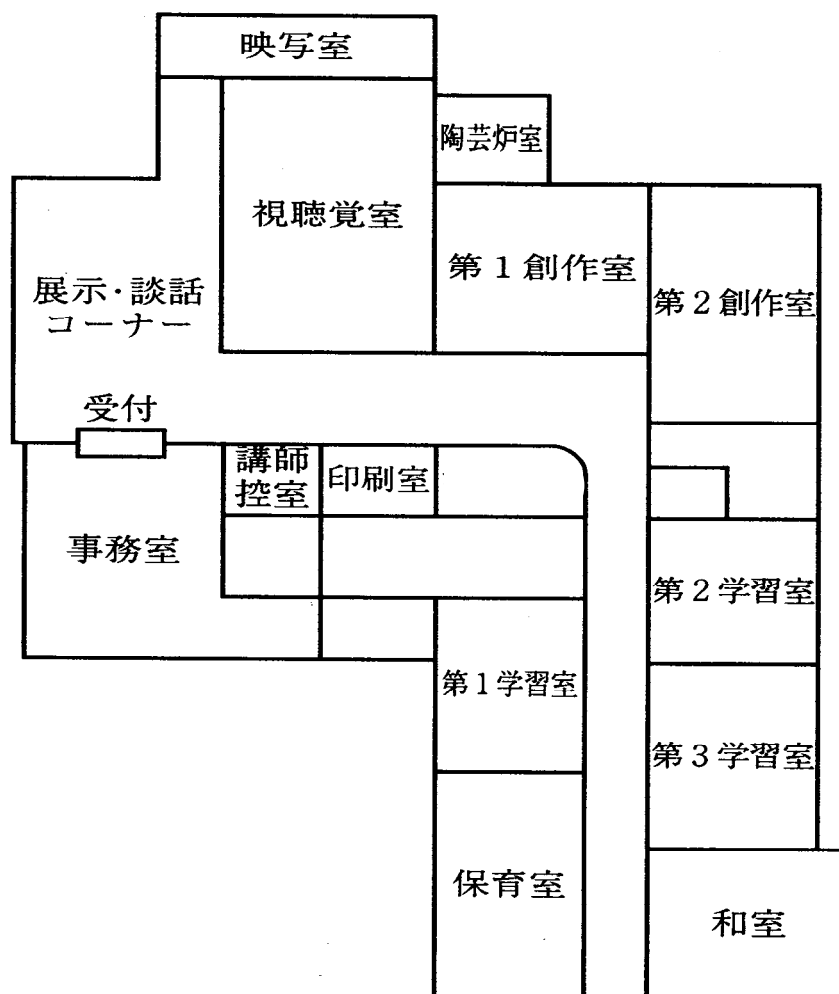 映写室
陶芸炉室
視聴覚室
第1創作室
第2創作室
展示・談話
コーナー
受付
講師
控室
印刷室
事務室
第2学習室
第1学習室
第3学習室
保育室
和室